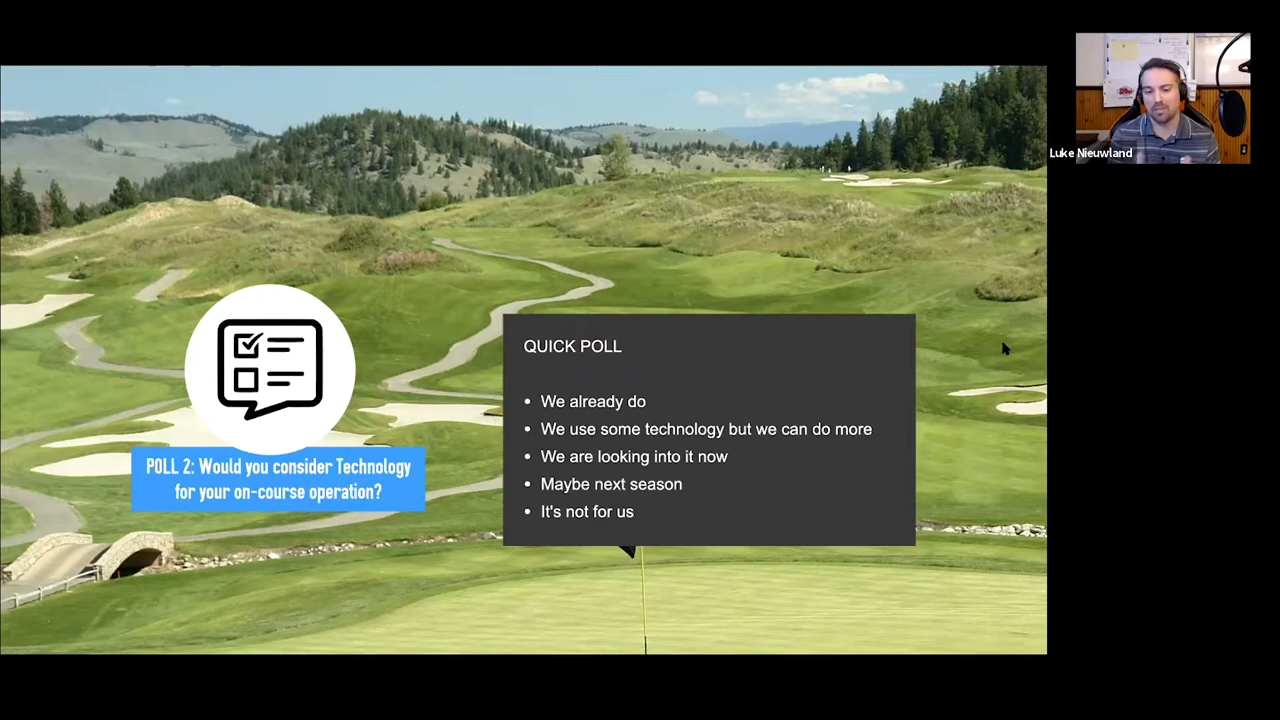 Luke Nieuwland
QUICK POLL
• We already do
• We use some technology but we can do more
• We are looking into it now
• Maybe next season
• It's not for us
POLL 2: Would you consider Technology
for your on-course operation?